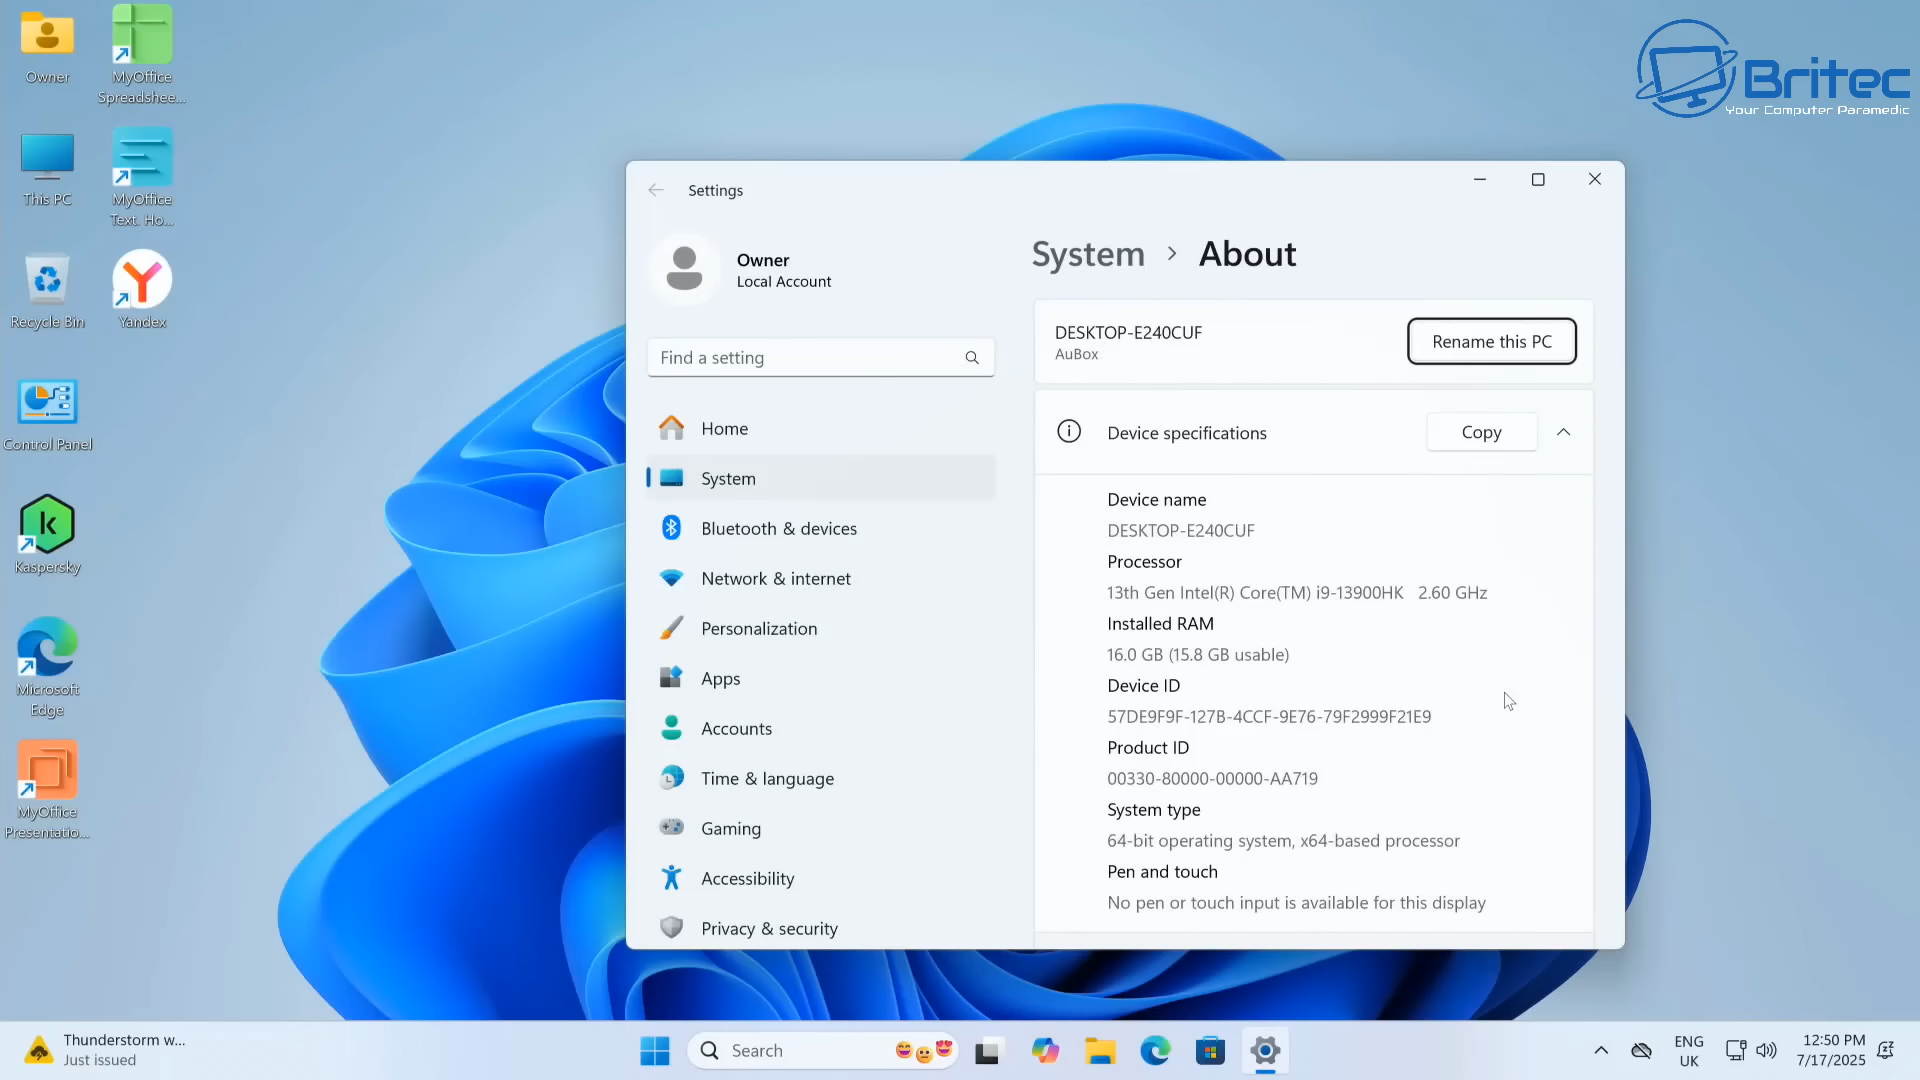 Owner
MyOffice
Spreadshee...
This PC
MyOffice
Text. Ho...
Recycle Bin
Yandex
Control Panel
Kaspersky
Microsoft
Edge
MyOffice
Presentatio...
Britec
Your Computer Paramedic
Settings
Owner
Local Account
Find a setting
Home
System
Bluetooth & devices
Network & internet
Personalization
Apps
Accounts
Time & language
Gaming
Accessibility
Privacy & security
System > About
DESKTOP-E240CUF
AuBox
Rename this PC
Device specifications
Copy
Device name
DESKTOP-E240CUF
Processor
13th Gen Intel(R) Core(TM) i9-13900HK 2.60 GHz
Installed RAM
16.0 GB (15.8 GB usable)
Device ID
57DE9F9F-127B-4CCF-9E76-79F2999F21E9
Product ID
00330-80000-00000-AA719
System type
64-bit operating system, x64-based processor
Pen and touch
No pen or touch input is available for this display
Thunderstorm w...
Just issued
Search
ENG
UK
12:50 PM
7/17/2025